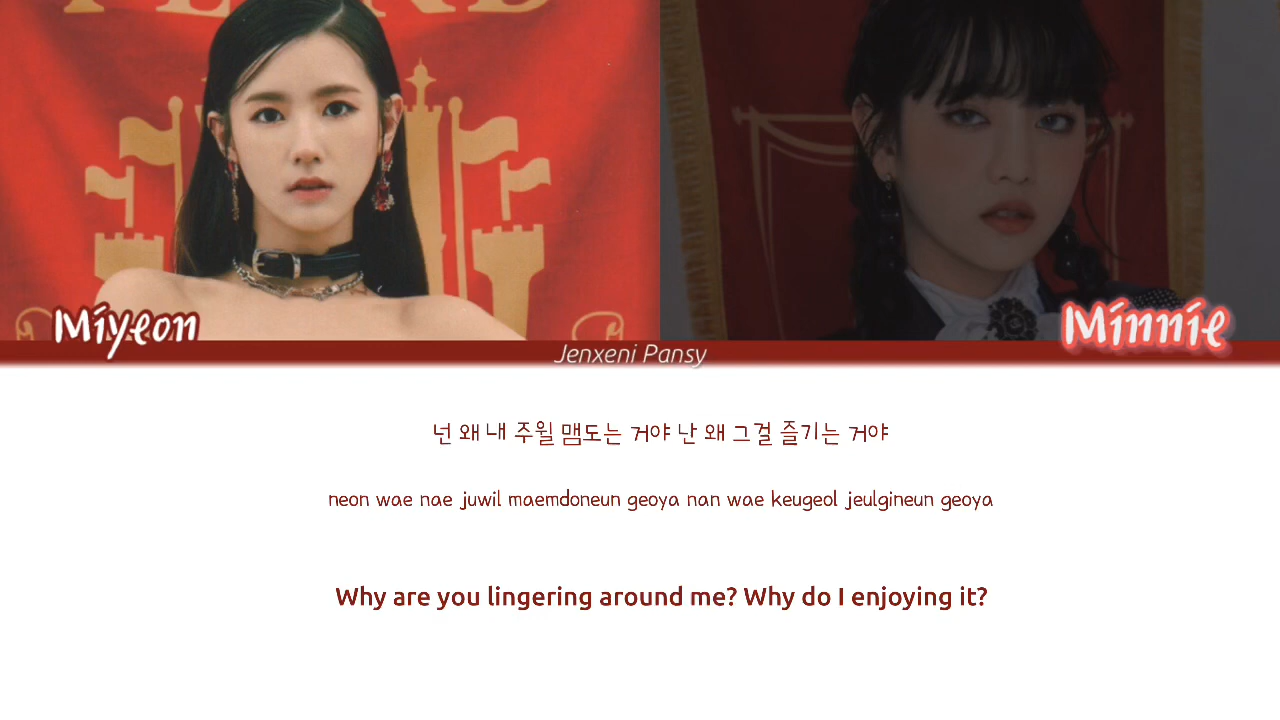 Miyeon
Minnie
Jenxeni Pansy
넌 왜 내 주윌 맴도는 거야 난 왜 그걸 즐기는 거야
neon wae nae juwil maemdoneun geoya nan wae keugeol jeulgineun geoya
Why are you lingering around me? Why do I enjoying it?